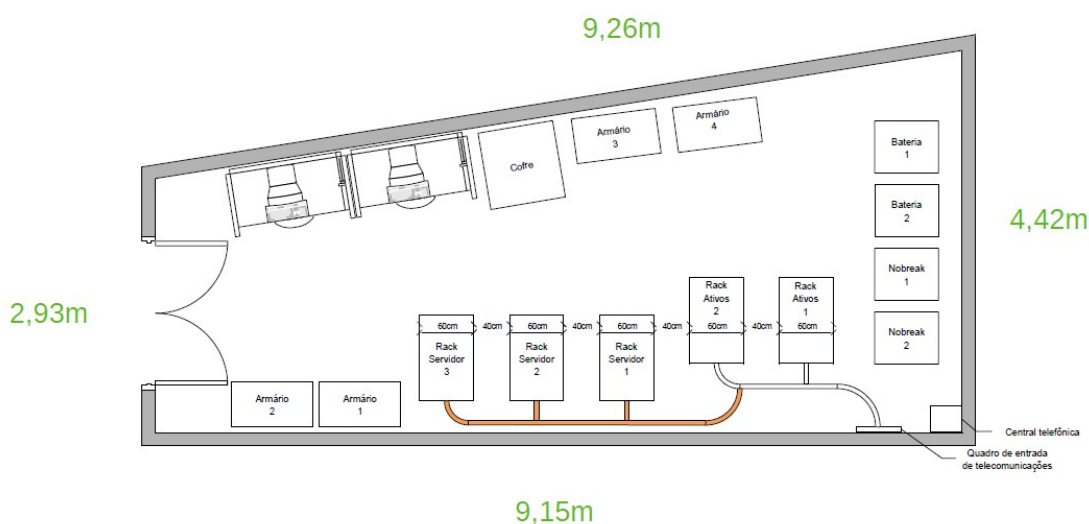 9,26m
Armário
4
Armário
3
Cofre
Bateria
1
Bateria
2
4,42m
Nobreak
1
Nobreak
2
2,93m
Rack
Ativos
2
Rack
Ativos
1
60cm
40cm
60cm
40cm
60cm
40cm
60cm
40cm
60cm
Rack
Servidor
3
Rack
Servidor
2
Rack
Servidor
1
Armário
2
Armário
1
Central telefônica
Quadro de entrada
de telecomunicações
9,15m